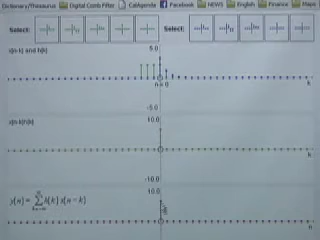 Dictionary/Thesaurus Digital Comb Filter CalAgenda Facebook NEWS English Finance Maps
Select: Select:
x[n-k] and h[k]
5.0
n = 0
k
-5.0
x[n-k]h[k]
10.0
k
-10.0
y[n] = ∑ h[k] x[n-k]
10.0
y[n]
n